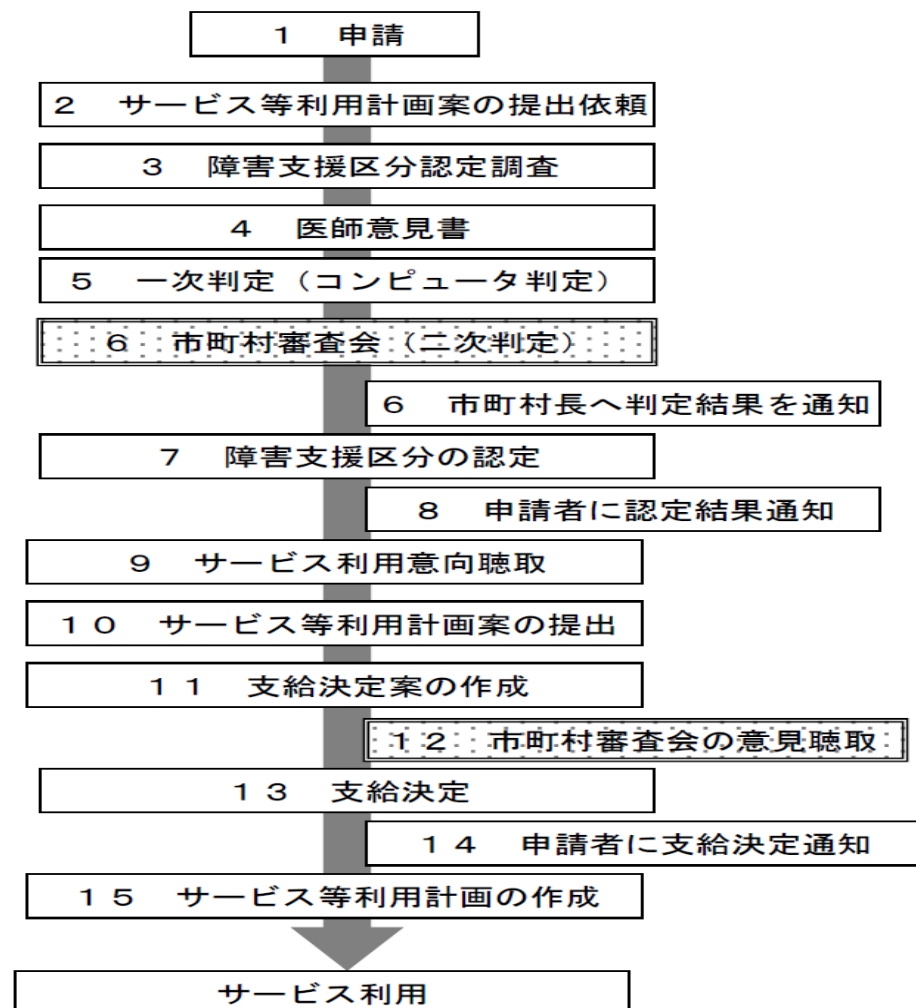 １　申請
２　サービス等利用計画案の提出依頼
３　障害支援区分認定調査
４　医師意見書
５　一次判定（コンピュータ判定）
６　市町村審査会（二次判定）
６　市町村長へ判定結果を通知
７　障害支援区分の認定
８　申請者に認定結果通知
９　サービス利用意向聴取
１０　サービス等利用計画案の提出
１１　支給決定案の作成
１２　市町村審査会の意見聴取
１３　支給決定
１４　申請者に支給決定通知
１５　サービス等利用計画の作成
サービス利用